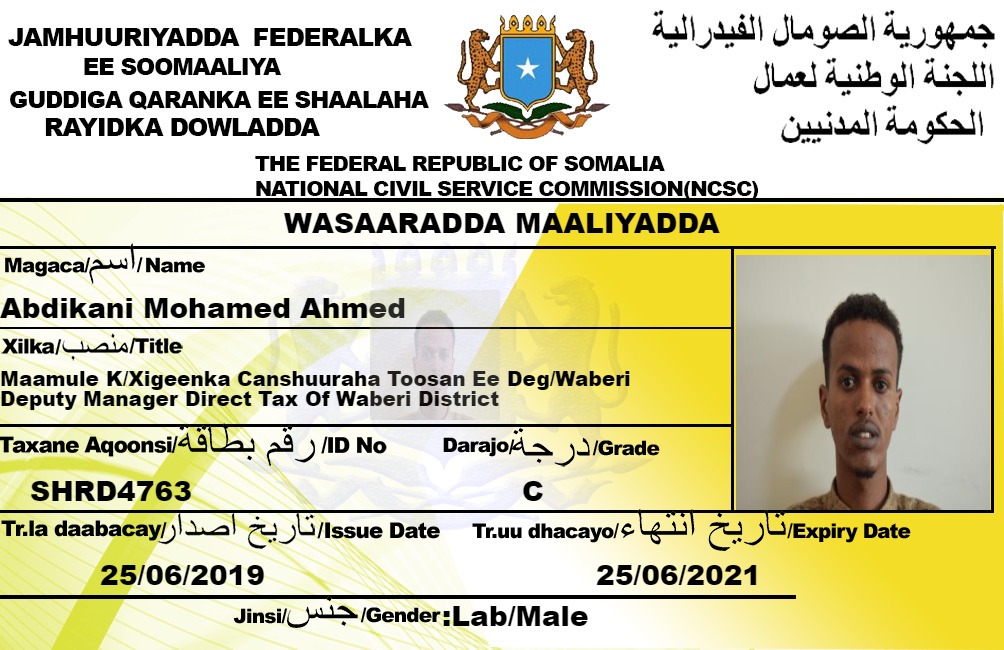 JAMHUURIYADDA FEDERALKA
EE SOOMAALIYA
GUDDIGA QARANKA EE SHAALAHA
RAYIDKA DOWLADDA
جمهورية الصومال الفيدرالية
اللجنة الوطنية لعمال
الحكومة المدنيين
THE FEDERAL REPUBLIC OF SOMALIA
NATIONAL CIVIL SERVICE COMMISSION(NCSC)
WASAARADDA MAALIYADDA
Magaca/اسم/Name
Abdikani Mohamed Ahmed
Xilka/منصب/Title
Maamule K/Xigeenka Canshuuraha Toosan Ee Deg/Waberi
Deputy Manager Direct Tax Of Waberi District
Taxane Aqoonsi/رقم بطاقة/ID No
Darajo/درجة/Grade
SHRD4763
C
Tr.la daabacay/تاريخ اصدار/Issue Date
Tr.uu dhacayo/تاريخ انتهاء/Expiry Date
25/06/2019
25/06/2021
Jinsi/جنس/Gender:Lab/Male